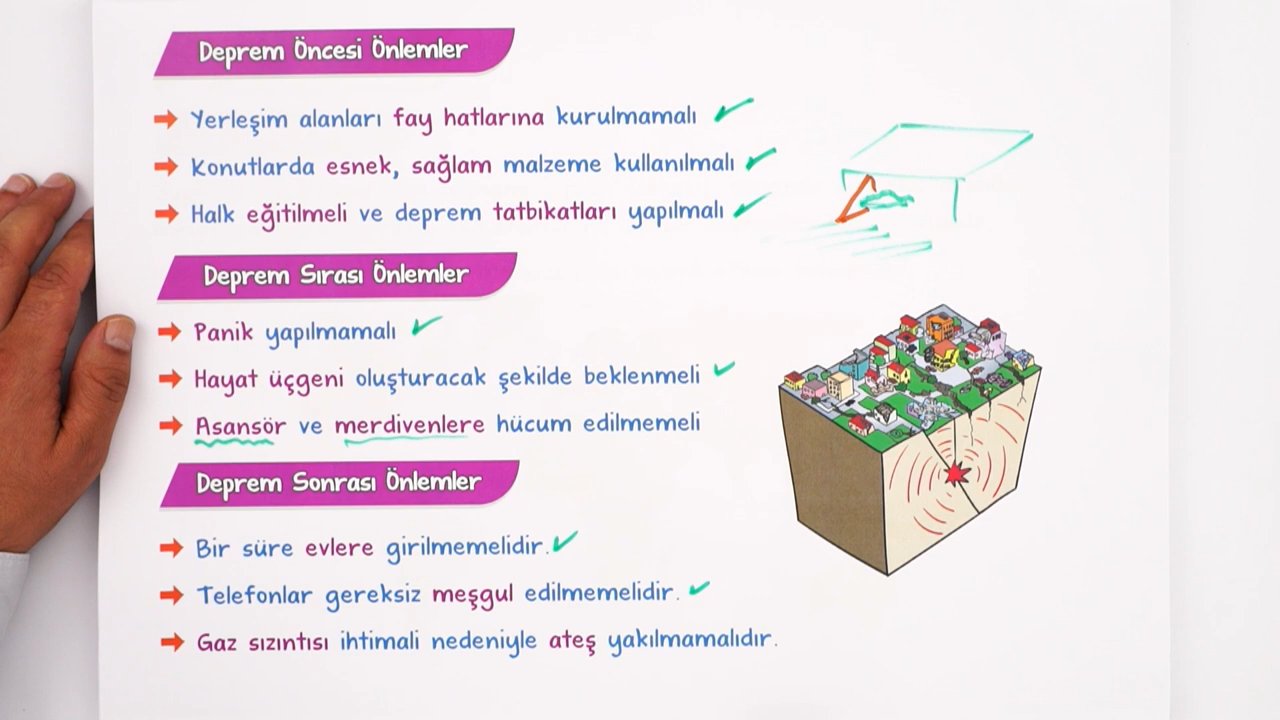 Deprem Öncesi Önlemler
Yerleşim alanları fay hatlarına kurulmamalı
Konutlarda esnek, sağlam malzeme kullanılmalı
Halk eğitilmeli ve deprem tatbikatları yapılmalı
Deprem Sırası Önlemler
Panik yapılmamalı
Hayat üçgeni oluşturacak şekilde beklenmeli
Asansör ve merdivenlere hücum edilmemeli
Deprem Sonrası Önlemler
Bir süre evlere girilmemelidir.
Telefonlar gereksiz meşgul edilmemelidir.
Gaz sızıntısı ihtimali nedeniyle ateş yakılmamalıdır.